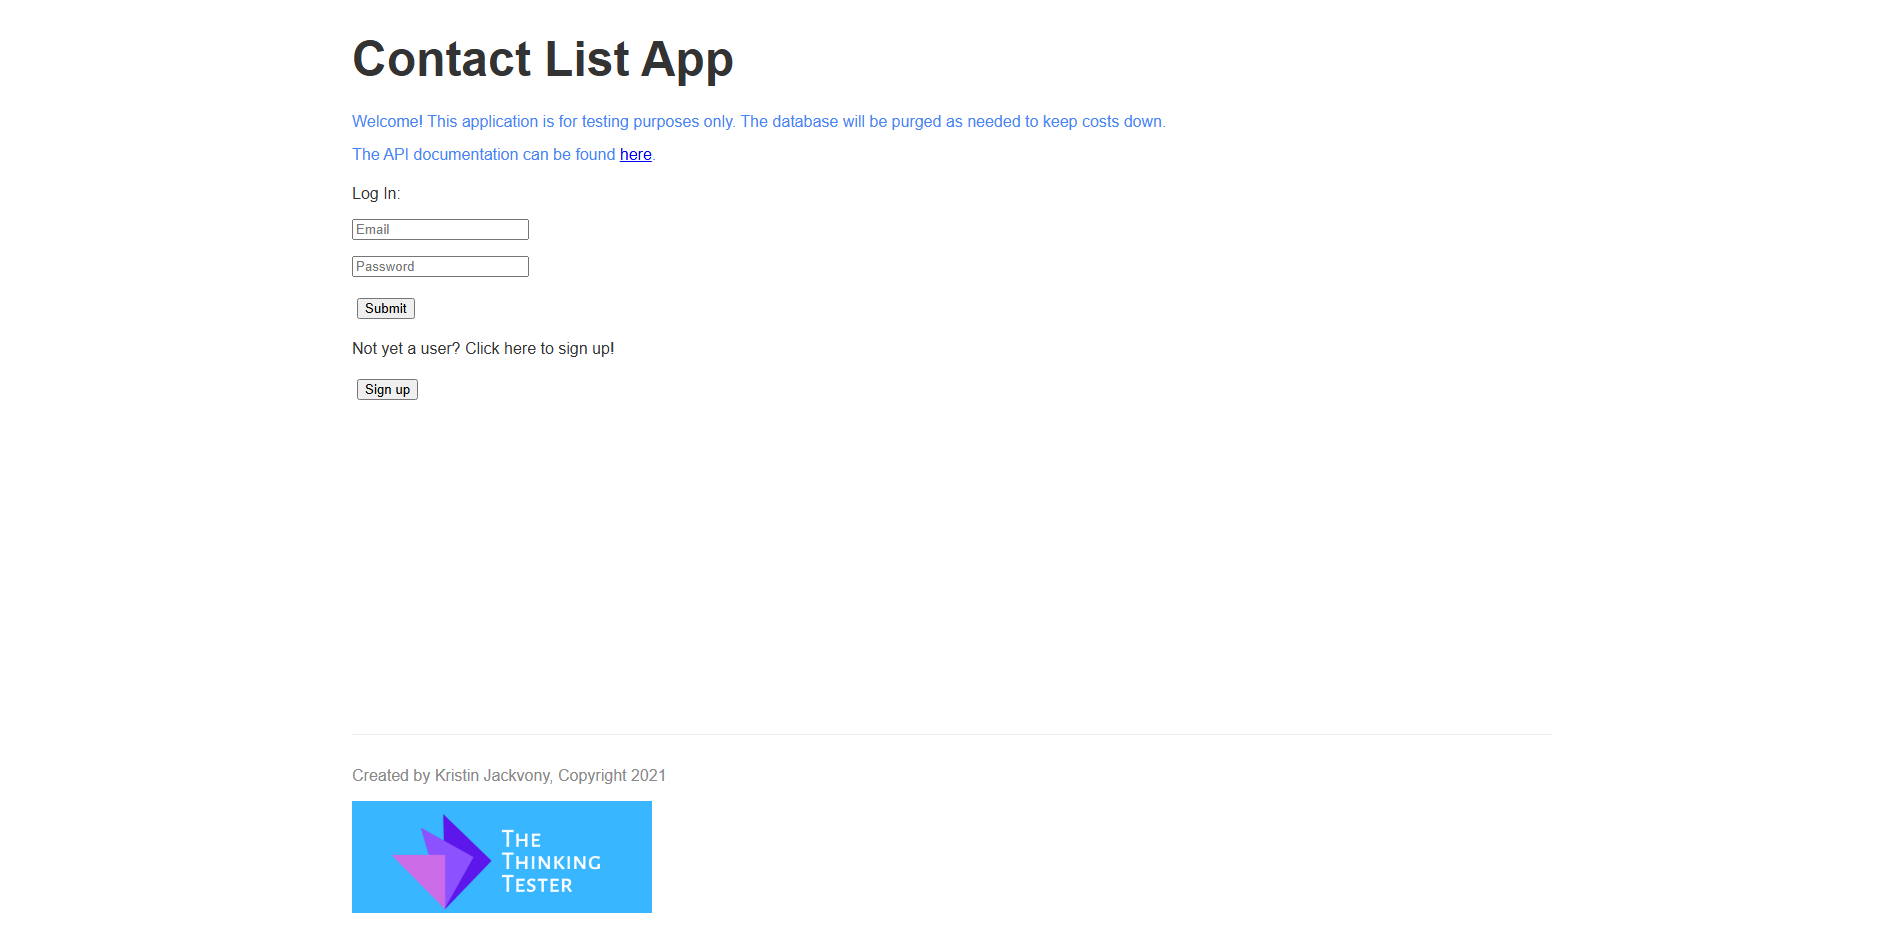 Contact List App
Welcome! This application is for testing purposes only. The database will be purged as needed to keep costs down.
The API documentation can be found here.
Log In:
Email
Password
Submit
Not yet a user? Click here to sign up!
Sign up
Created by Kristin Jackvony, Copyright 2021
The
Thinking
Tester